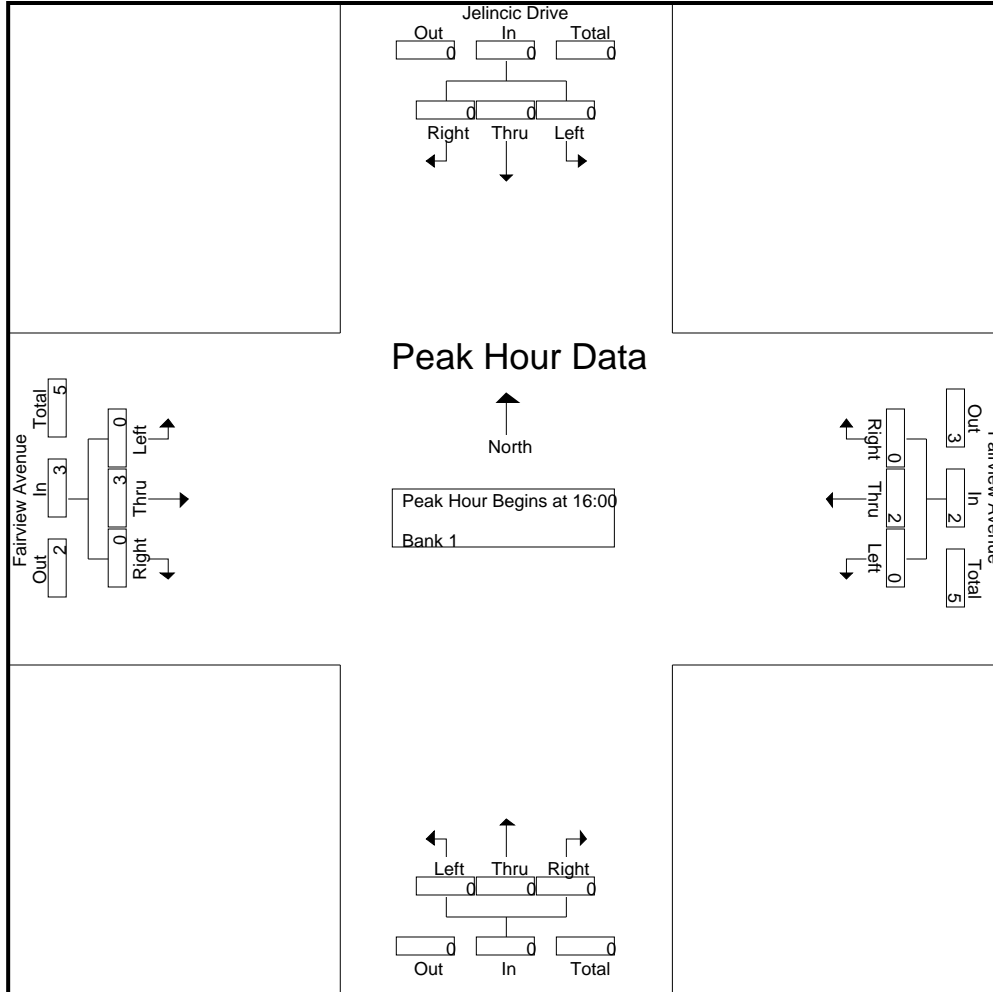 Jelincic Drive
Out In Total
0 0 0
0 0 0
Right Thru Left
Peak Hour Data
North
Peak Hour Begins at 16:00
Bank 1
Fairview Avenue
Total In Out
5 3 2
0 3 0
Left Thru Right
Fairview Avenue
Out In Total
3 2 5
0 2 0
Right Thru Left
Left Thru Right
0 0 0
0 0 0
Out In Total